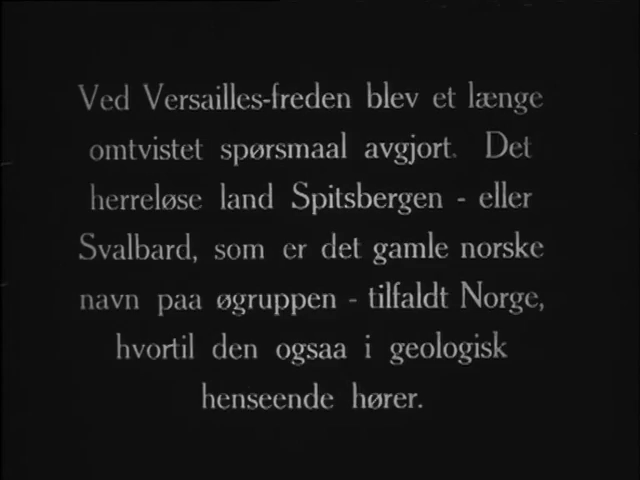 Ved Versailles-freden blev et længe
omtvistet spørsmaal avgjort. Det
herreløse land Spitsbergen - eller
Svalbard, som er det gamle norske
navn paa øgruppen - tilfaldt Norge,
hvortil den ogsaa i geologisk
henseende hører.